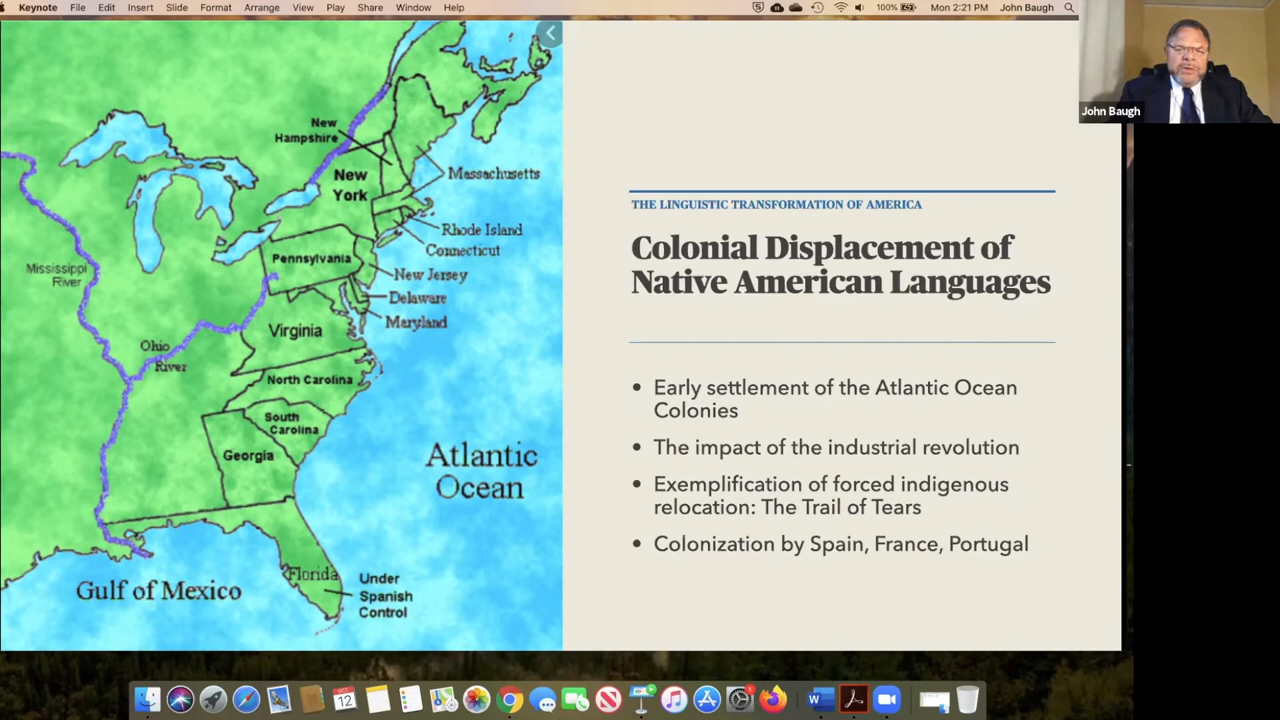 Keynote File Edit Insert Slide Format Arrange View Play Share Window Help 100% Mon 2:21 PM John Baugh
John Baugh
New
Hampshire
New
York
Massachusetts
Rhode Island
Connecticut
Pennsylvania
New Jersey
Delaware
Maryland
Mississippi
River
Virginia
Ohio
River
North Carolina
South
Carolina
Georgia
Atlantic
Ocean
Gulf of Mexico
Florida
Under
Spanish
Control
THE LINGUISTIC TRANSFORMATION OF AMERICA
Colonial Displacement of
Native American Languages
• Early settlement of the Atlantic Ocean
Colonies
• The impact of the industrial revolution
• Exemplification of forced indigenous
relocation: The Trail of Tears
• Colonization by Spain, France, Portugal
OCT
12